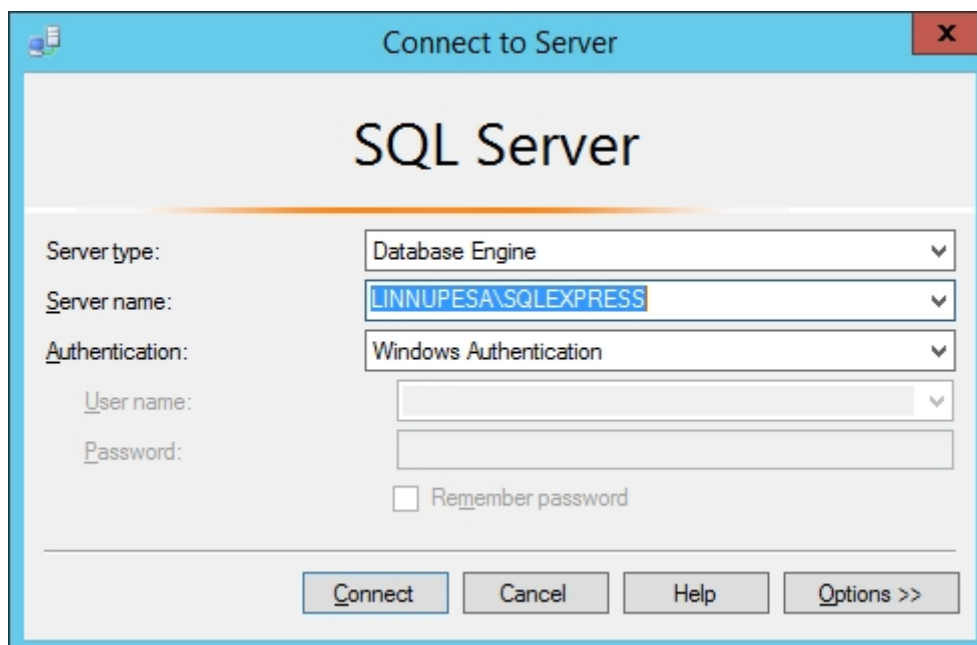 Connect to Server
x
SQL Server
Server type: Database Engine
Server name: LINNUPESA\SQLEXPRESS
Authentication: Windows Authentication
User name:
Password:
Remember password
Connect Cancel Help Options >>